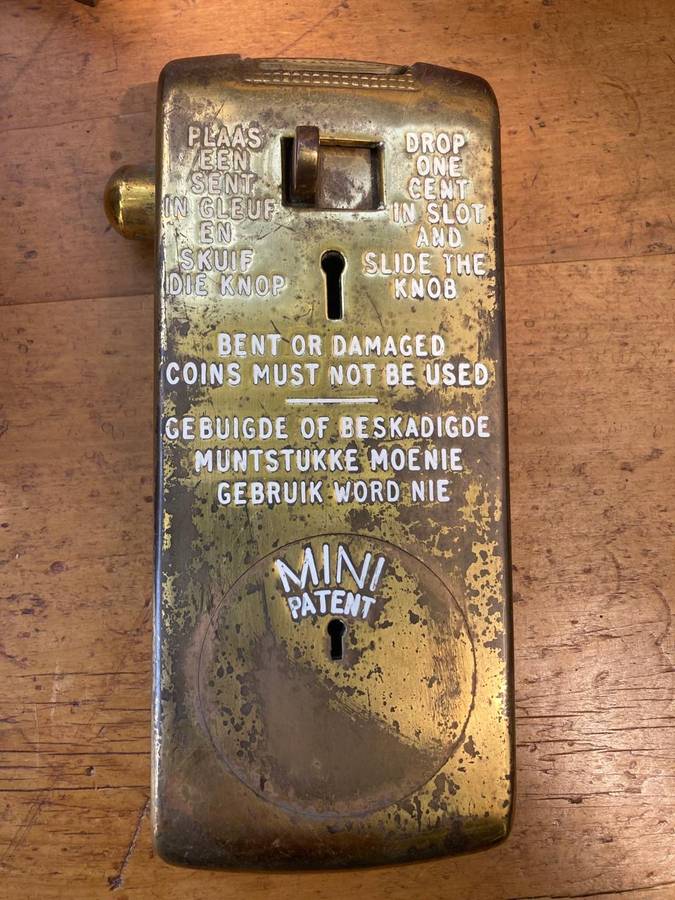 PLAAS
EEN
SENT
IN GLEUF
EN
SKUIF
DIE KNOP
DROP
ONE
CENT
IN SLOT
AND
SLIDE THE
KNOB
BENT OR DAMAGED
COINS MUST NOT BE USED
GEBUIGDE OF BESKADIGDE
MUNTSTUKKE MOENIE
GEBRUIK WORD NIE
MINI
PATENT